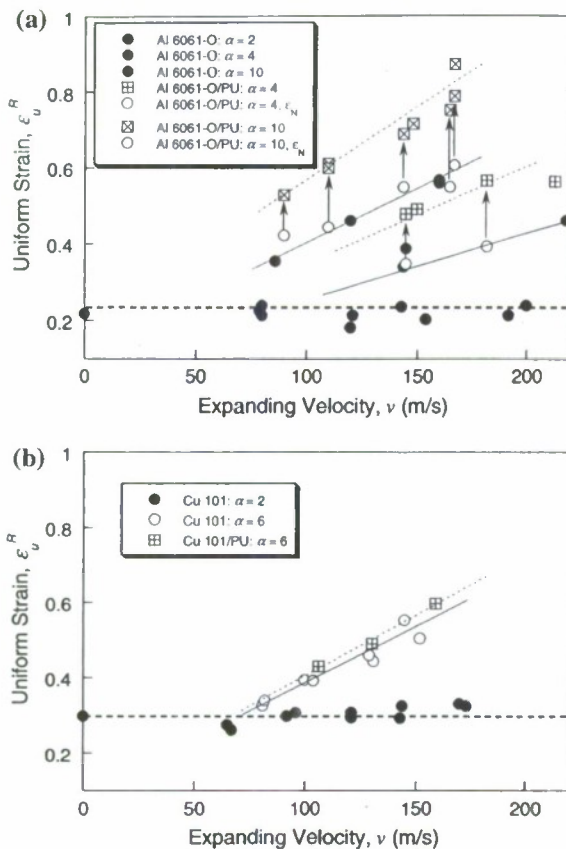 (a)
Al 6061-O: α = 2
Al 6061-O: α = 4
Al 6061-O: α = 10
Al 6061-O/PU: α = 4
Al 6061-O/PU: α = 4, ε_N
Al 6061-O/PU: α = 10
Al 6061-O/PU: α = 10, ε_N
Uniform Strain, ε_u^R
1
0.8
0.6
0.4
0.2
0
50
100
150
200
Expanding Velocity, ν (m/s)
(b)
Cu 101: α = 2
Cu 101: α = 6
Cu 101/PU: α = 6
Uniform Strain, ε_u^R
1
0.8
0.6
0.4
0.2
0
50
100
150
200
Expanding Velocity, ν (m/s)